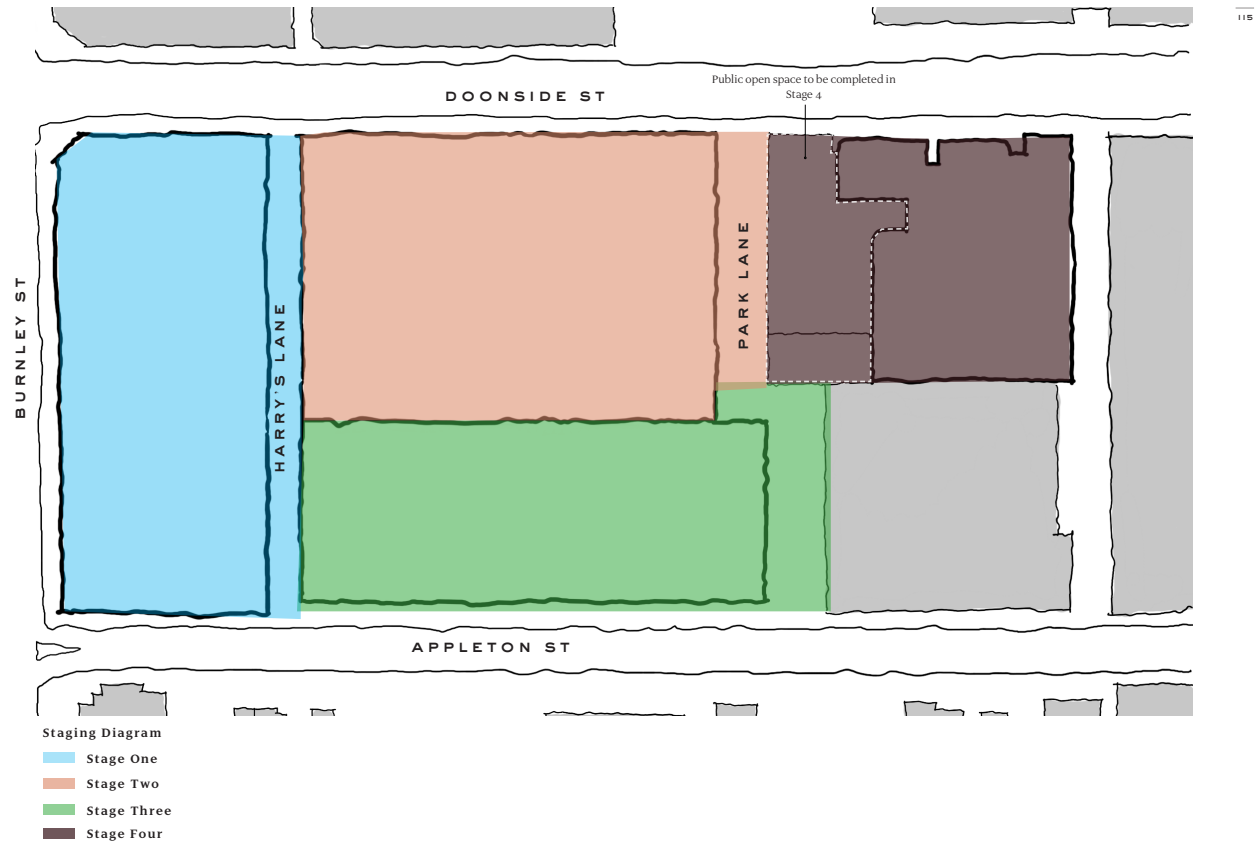 115
Public open space to be completed in
Stage 4
DOONSIDE ST
BURNLEY ST
HARRY'S LANE
PARK LANE
APPLETON ST
Staging Diagram
Stage One
Stage Two
Stage Three
Stage Four